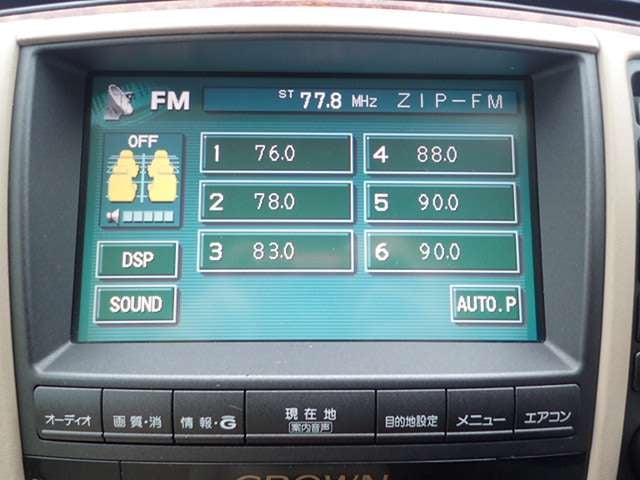 FM ST 77.8 MHz ZIP-FM
OFF
1 76.0
4 88.0
2 78.0
5 90.0
3 83.0
6 90.0
DSP
SOUND
AUTO.P
オーディオ
画質・消
情報・G
現在地
案内音声
目的地設定
メニュー
エアコン
CROWN